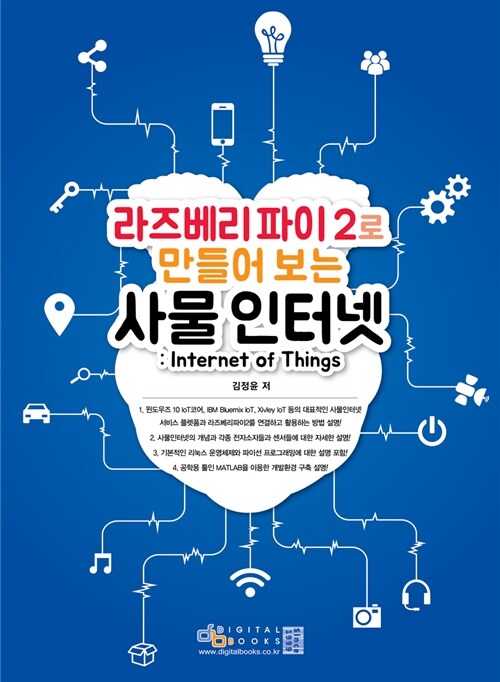 라즈베리 파이 2로
만들어 보는
사물 인터넷
: Internet of Things
김정윤 저
1. 윈도우즈 10 IoT코어, IBM Bluemix IoT, Xivley IoT 등의 대표적인 사물인터넷
서비스 플랫폼과 라즈베리파이2를 연결하고 활용하는 방법 설명!
2. 사물인터넷의 개념과 각종 전자소자들과 센서들에 대한 자세한 설명!
3. 기본적인 리눅스 운영체제와 파이선 프로그래밍에 대한 설명 포함!
4. 공학용 툴인 MATLAB을 이용한 개발환경 구축 설명!
DIGITAL
BOOKS
since
1999
www.digitalbooks.co.kr